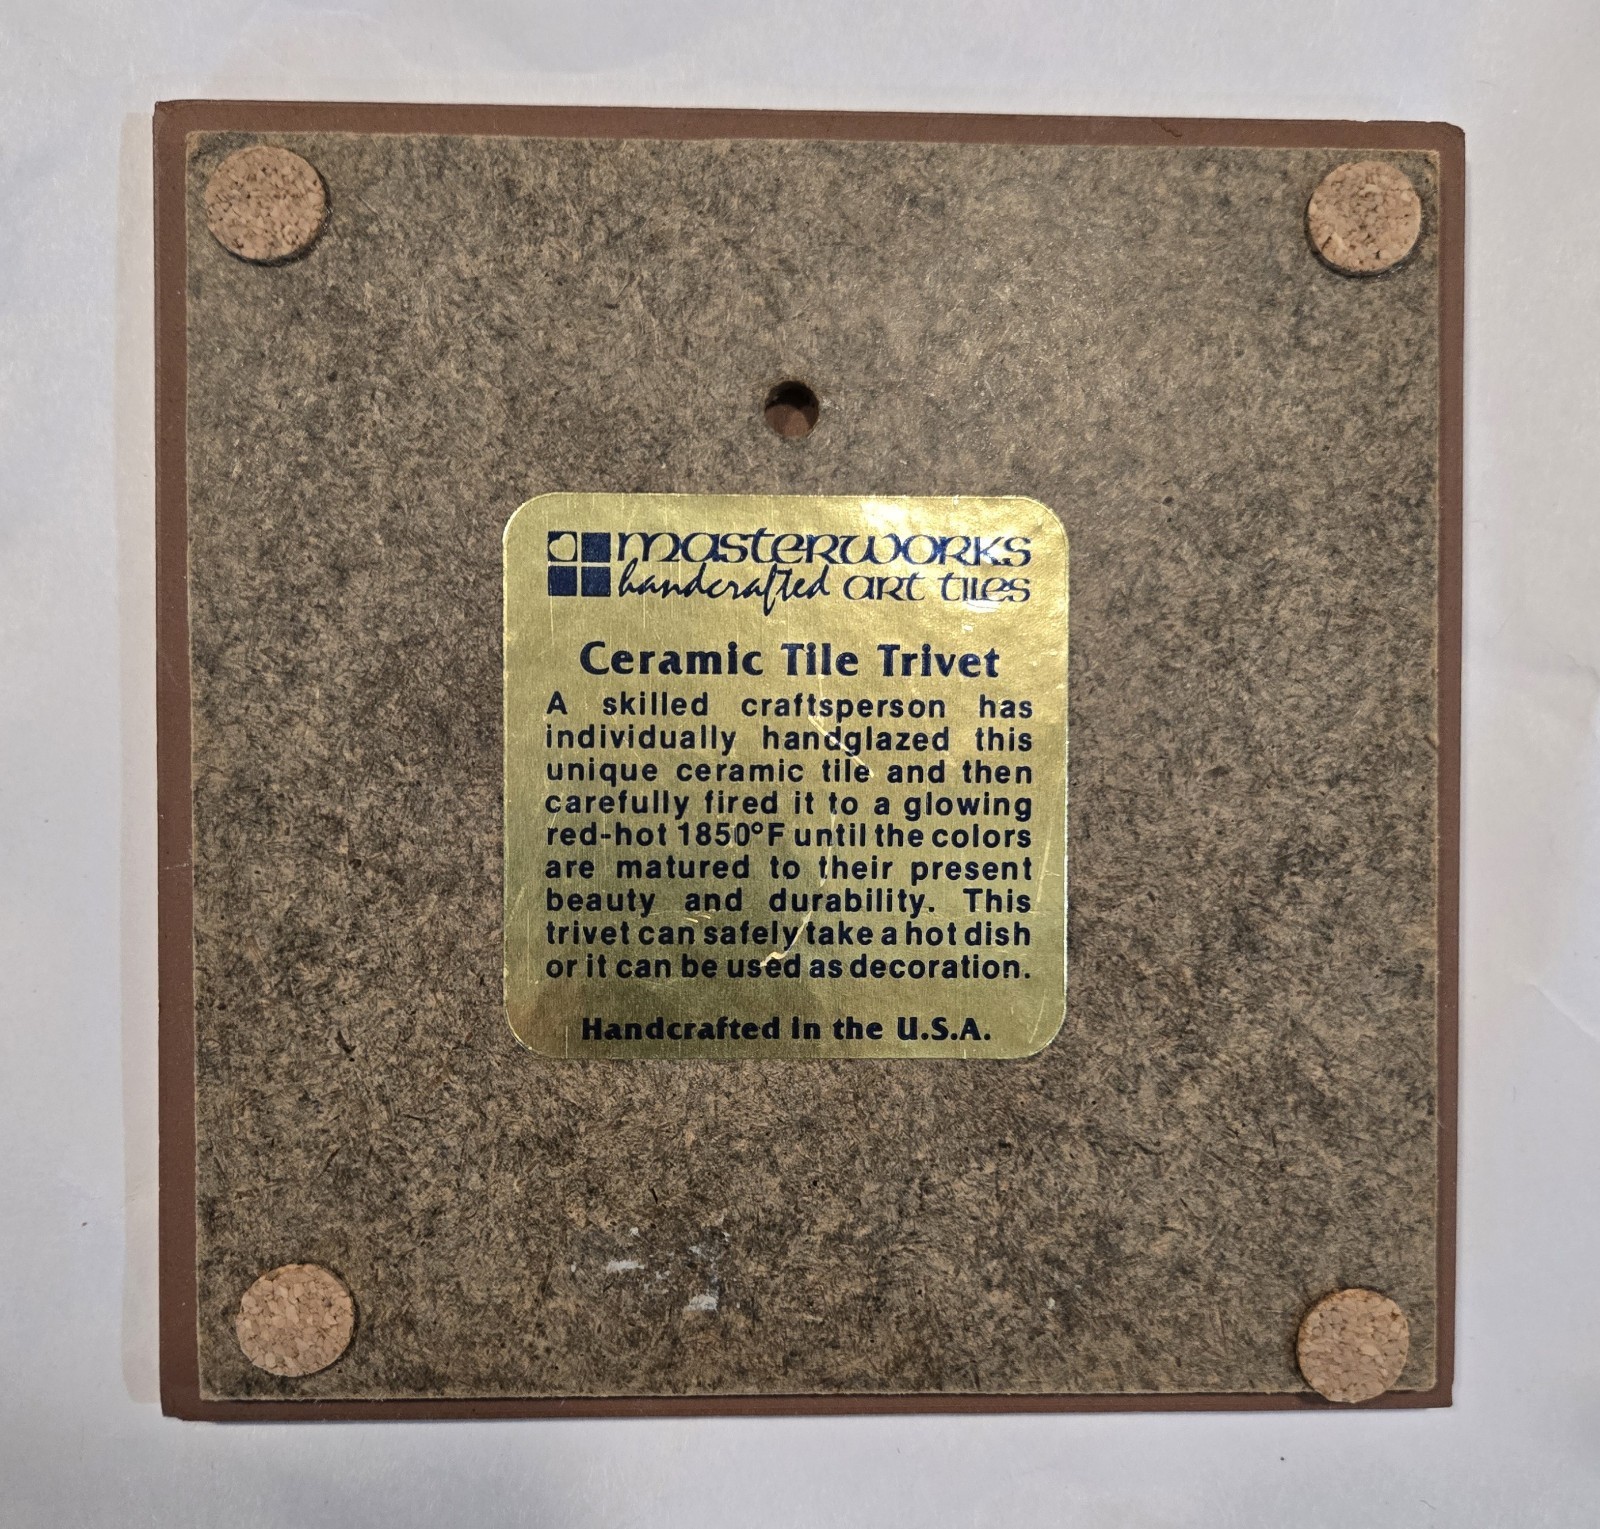 masterworks
handcrafted art tiles
Ceramic Tile Trivet
A skilled craftsperson has
individually handglazed this
unique ceramic tile and then
carefully fired it to a glowing
red-hot 1850°F until the colors
are matured to their present
beauty and durability. This
trivet can safely take a hot dish
or it can be used as decoration.
Handcrafted in the U.S.A.